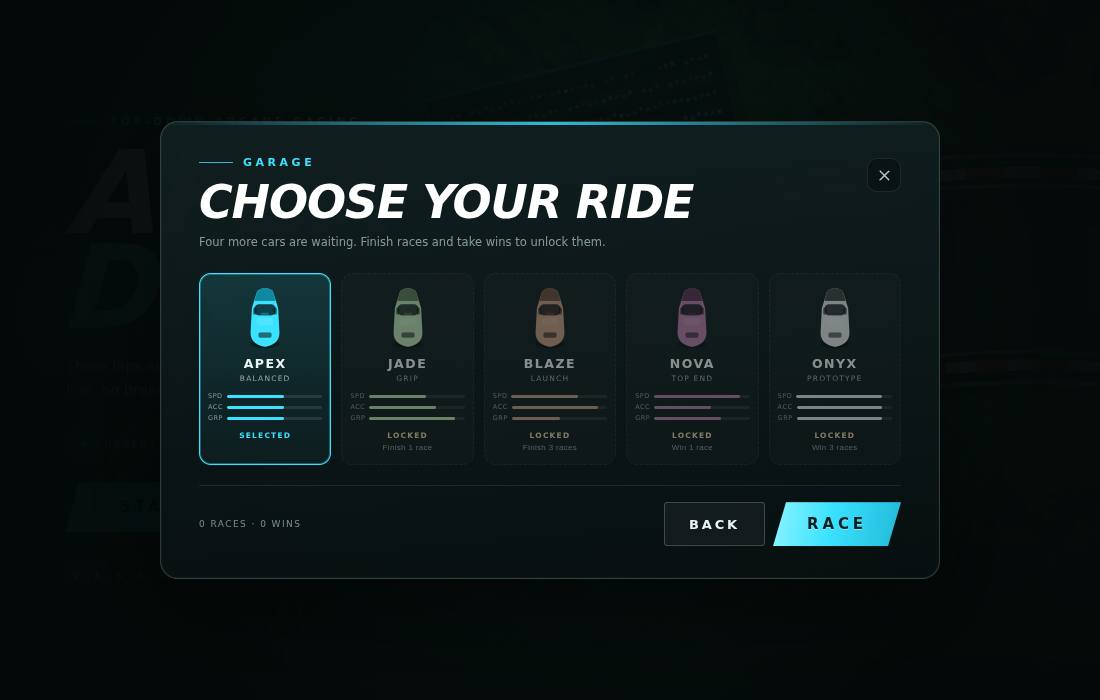 GARAGE
CHOOSE YOUR RIDE
Four more cars are waiting. Finish races and take wins to unlock them.
APEX
BALANCED
SPD
ACC
GRP
SELECTED
JADE
GRIP
SPD
ACC
GRP
LOCKED
Finish 1 race
BLAZE
LAUNCH
SPD
ACC
GRP
LOCKED
Finish 3 races
NOVA
TOP END
SPD
ACC
GRP
LOCKED
Win 1 race
ONYX
PROTOTYPE
SPD
ACC
GRP
LOCKED
Win 3 races
0 RACES · 0 WINS
BACK
RACE